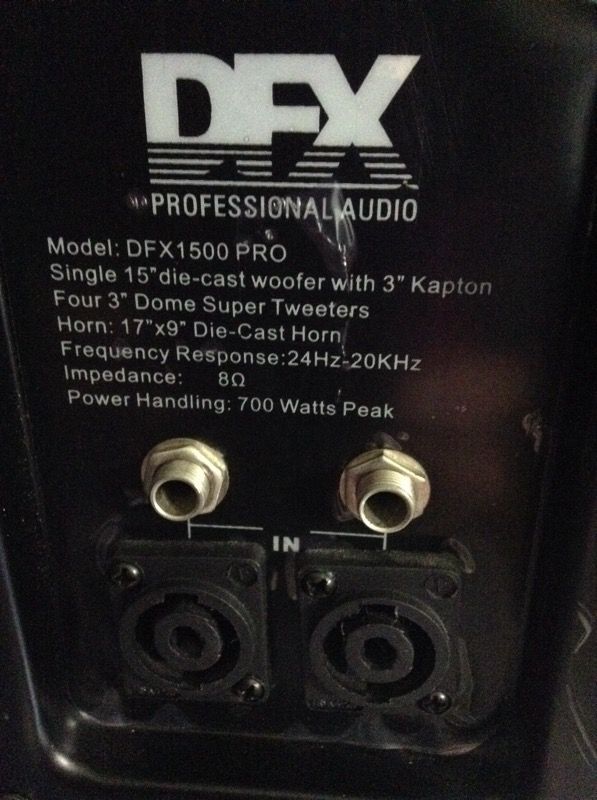 DFX
PROFESSIONAL AUDIO
Model: DFX1500 PRO
Single 15"die-cast woofer with 3" Kapton
Four 3" Dome Super Tweeters
Horn: 17"x9" Die-Cast Horn
Frequency Response:24Hz-20KHz
Impedance: 8Ω
Power Handling: 700 Watts Peak
IN